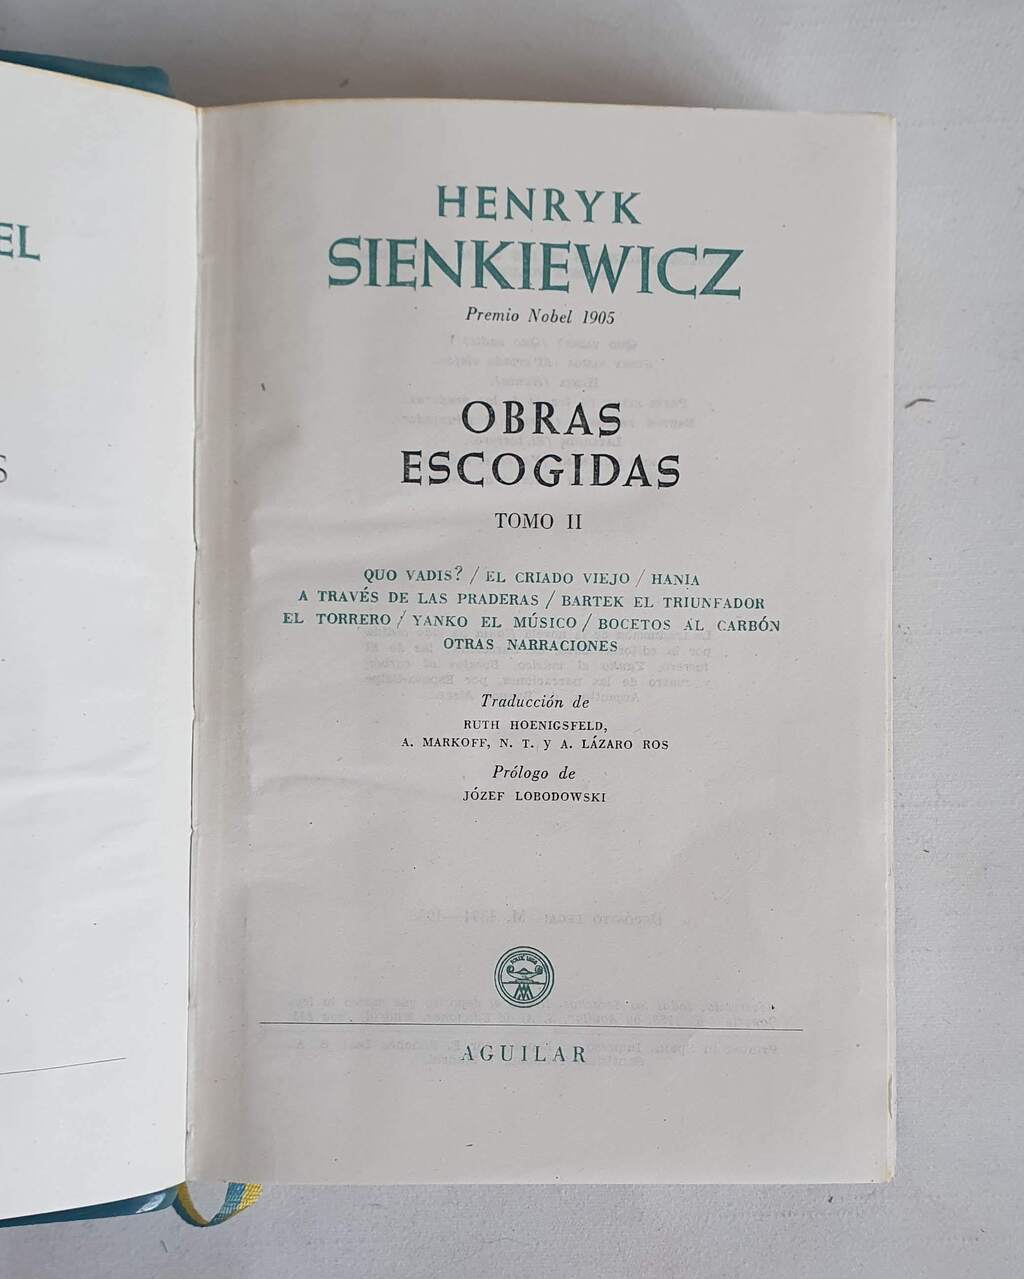 EL
S
HENRYK
SIENKIEWICZ
Premio Nobel 1905
OBRAS
ESCOGIDAS
TOMO II
QUO VADIS? / EL CRIADO VIEJO / HANIA
A TRAVÉS DE LAS PRADERAS / BARTEK EL TRIUNFADOR
EL TORRERO / YANKO EL MÚSICO / BOCETOS AL CARBÓN
OTRAS NARRACIONES
Traducción de
RUTH HOENIGSFELD,
A. MARKOFF, N. T. y A. LÁZARO ROS
Prólogo de
JÓZEF LOBODOWSKI
AGUILAR